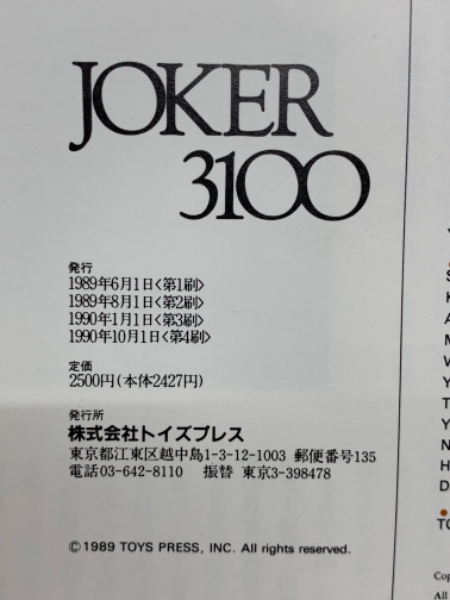 JOKER
3100
発行
1989年6月1日〈第1刷〉
1989年8月1日〈第2刷〉
1990年1月1日〈第3刷〉
1990年10月1日〈第4刷〉
定価
2500円(本体2427円)
発行所
株式会社トイズプレス
東京都江東区越中島1-3-12-1003 郵便番号135
電話03-642-8110 振替 東京3-398478
©1989 TOYS PRESS, INC. All rights reserved.
S
K
A
M
W
Y
T
Y
N
H
D
TO
Cop
All